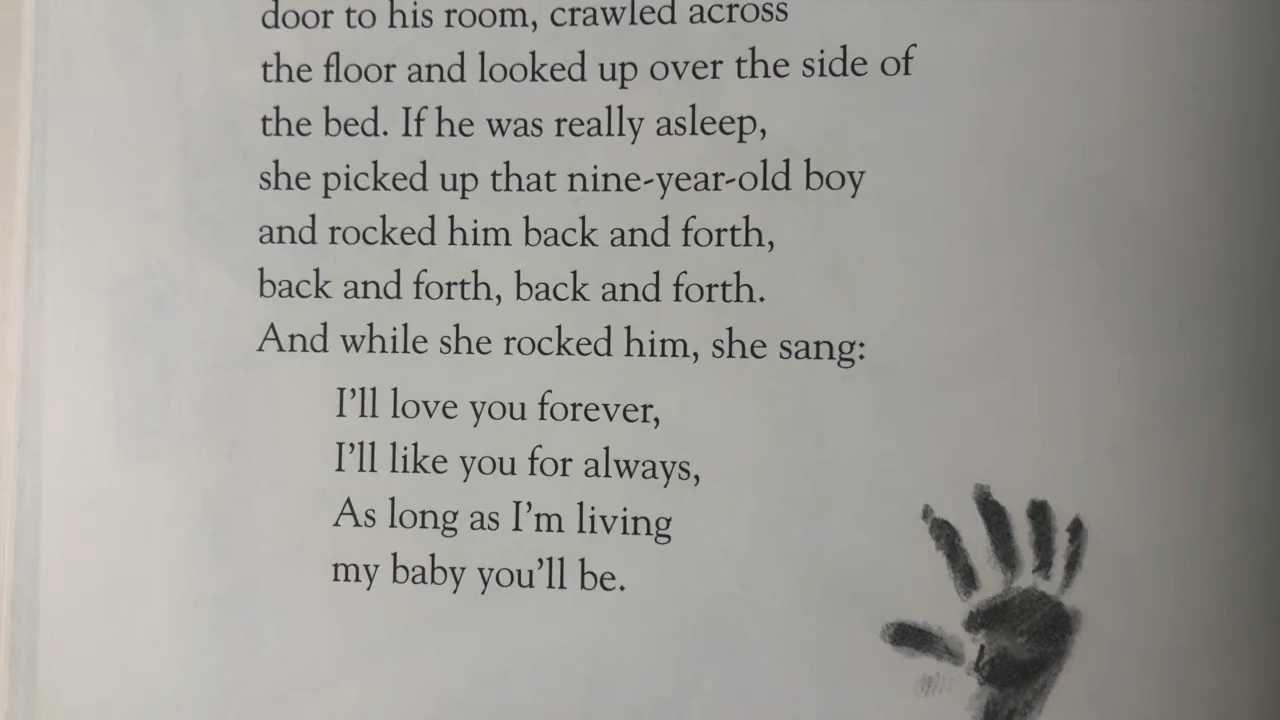 door to his room, crawled across
the floor and looked up over the side of
the bed. If he was really asleep,
she picked up that nine-year-old boy
and rocked him back and forth,
back and forth, back and forth.
And while she rocked him, she sang:
I’ll love you forever,
I’ll like you for always,
As long as I’m living
my baby you’ll be.